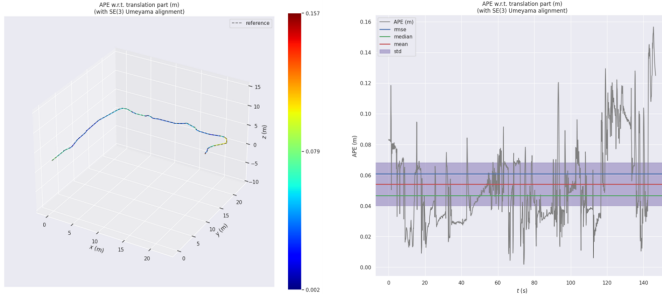 APE w.r.t. translation part (m)
(with SE(3) Umeyama alignment)
reference
0.157
0.079
0.002
15
10
5
0
−5
−10
z (m)
0
5
10
15
20
x (m)
0
5
10
15
20
y (m)
APE w.r.t. translation part (m)
(with SE(3) Umeyama alignment)
APE (m)
rmse
median
mean
std
0.16
0.14
0.12
0.10
0.08
0.06
0.04
0.02
0.00
APE (m)
0
20
40
60
80
100
120
140
t (s)